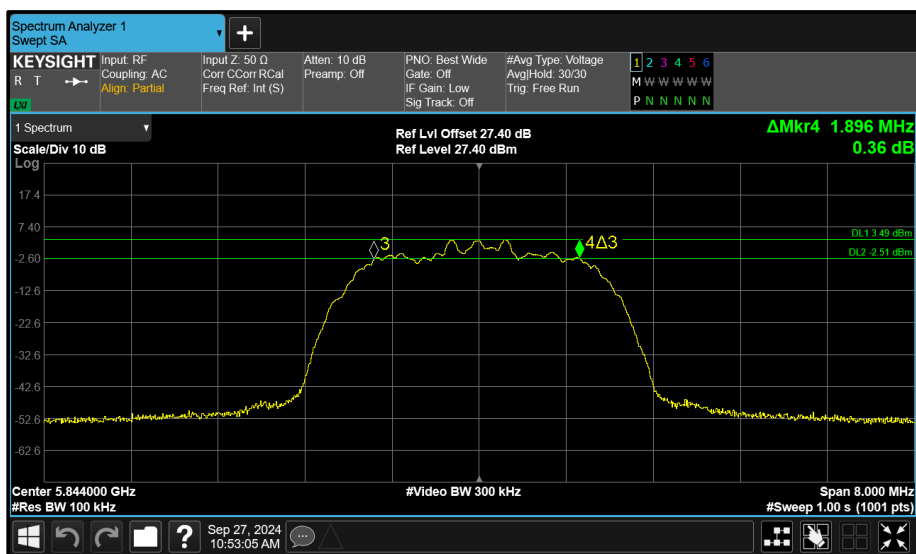 Spectrum Analyzer 1
Swept SA
+
KEYSIGHT
R T
LXI
Input: RF
Coupling: AC
Align: Partial
Input Z: 50 Ω
Corr CCorr RCal
Freq Ref: Int (S)
Atten: 10 dB
Preamp: Off
PNO: Best Wide
Gate: Off
IF Gain: Low
Sig Track: Off
#Avg Type: Voltage
Avg|Hold: 30/30
Trig: Free Run
1 2 3 4 5 6
M W W W W W
P N N N N N
1 Spectrum
Scale/Div 10 dB
Ref Lvl Offset 27.40 dB
Ref Level 27.40 dBm
ΔMkr4 1.896 MHz
0.36 dB
Log
17.4
7.40
-2.60
-12.6
-22.6
-32.6
-42.6
-52.6
-62.6
3
4Δ3
DL1 3.49 dBm
DL2 -2.51 dBm
Center 5.844000 GHz
#Res BW 100 kHz
#Video BW 300 kHz
Span 8.000 MHz
#Sweep 1.00 s (1001 pts)
?
Sep 27, 2024
10:53:05 AM